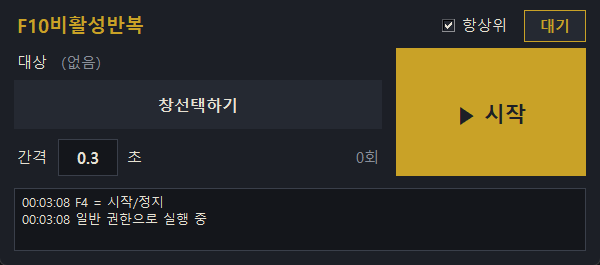 F10비활성반복
항상위
대기
대상 (없음)
창선택하기
▶ 시작
간격 0.3 초
0회
00:03:08 F4 = 시작/정지
00:03:08 일반 권한으로 실행 중